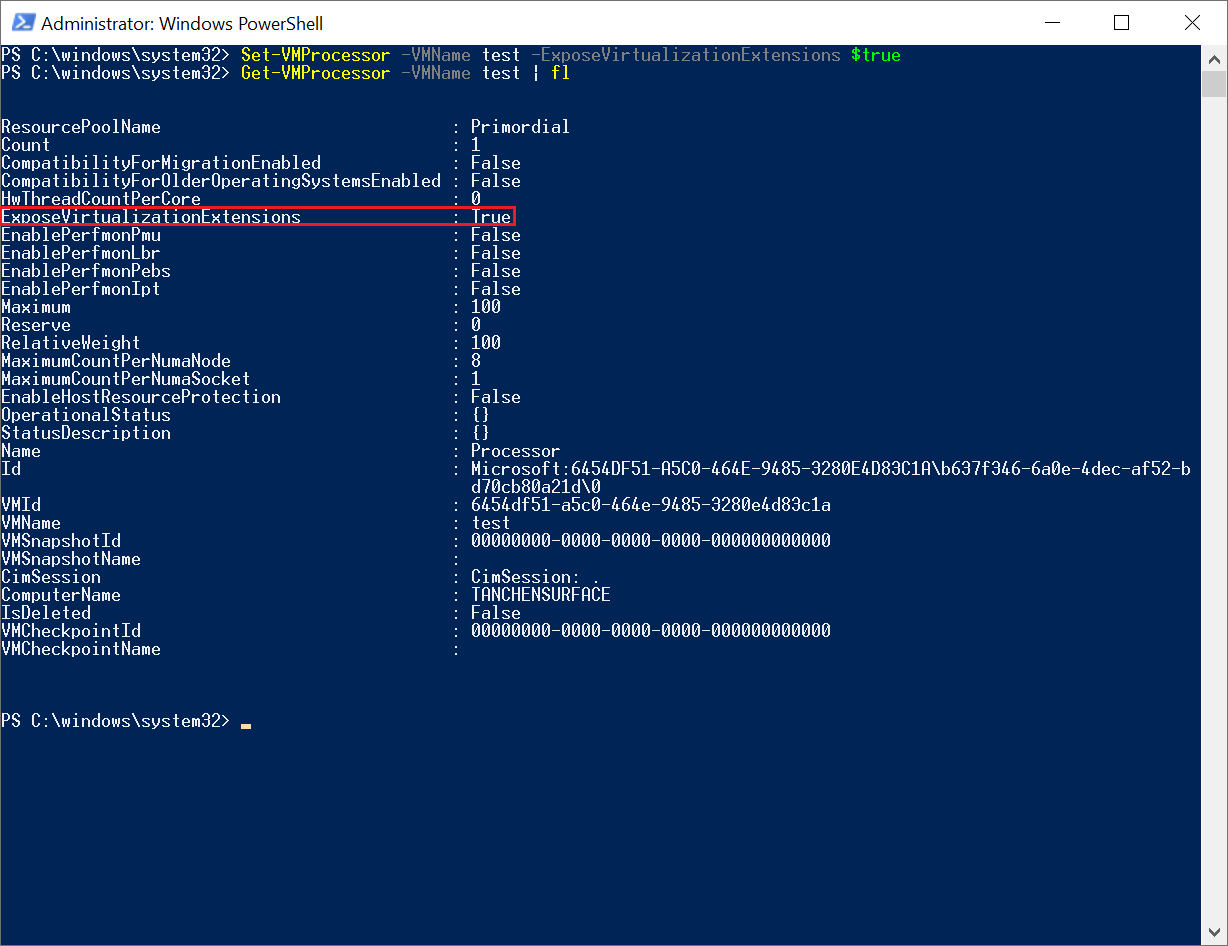 Administrator: Windows PowerShell
PS C:\windows\system32> Set-VMProcessor -VMName test -ExposeVirtualizationExtensions $true
PS C:\windows\system32> Get-VMProcessor -VMName test | fl
ResourcePoolName : Primordial
Count : 1
CompatibilityForMigrationEnabled : False
CompatibilityForOlderOperatingSystemsEnabled : False
HwThreadCountPerCore : 0
ExposeVirtualizationExtensions : True
EnablePerfmonPmu : False
EnablePerfmonLbr : False
EnablePerfmonPebs : False
EnablePerfmonIpt : False
Maximum : 100
Reserve : 0
RelativeWeight : 100
MaximumCountPerNumaNode : 8
MaximumCountPerNumaSocket : 1
EnableHostResourceProtection : False
OperationalStatus : {}
StatusDescription : {}
Name : Processor
Id : Microsoft:6454DF51-A5C0-464E-9485-3280E4D83C1A\b637f346-6a0e-4dec-af52-b
d70cb80a21d\0
VMId : 6454df51-a5c0-464e-9485-3280e4d83c1a
VMName : test
VMSnapshotId : 00000000-0000-0000-0000-000000000000
VMSnapshotName :
CimSession : CimSession: .
ComputerName : TANCHENSURFACE
IsDeleted : False
VMCheckpointId : 00000000-0000-0000-0000-000000000000
VMCheckpointName :
PS C:\windows\system32>